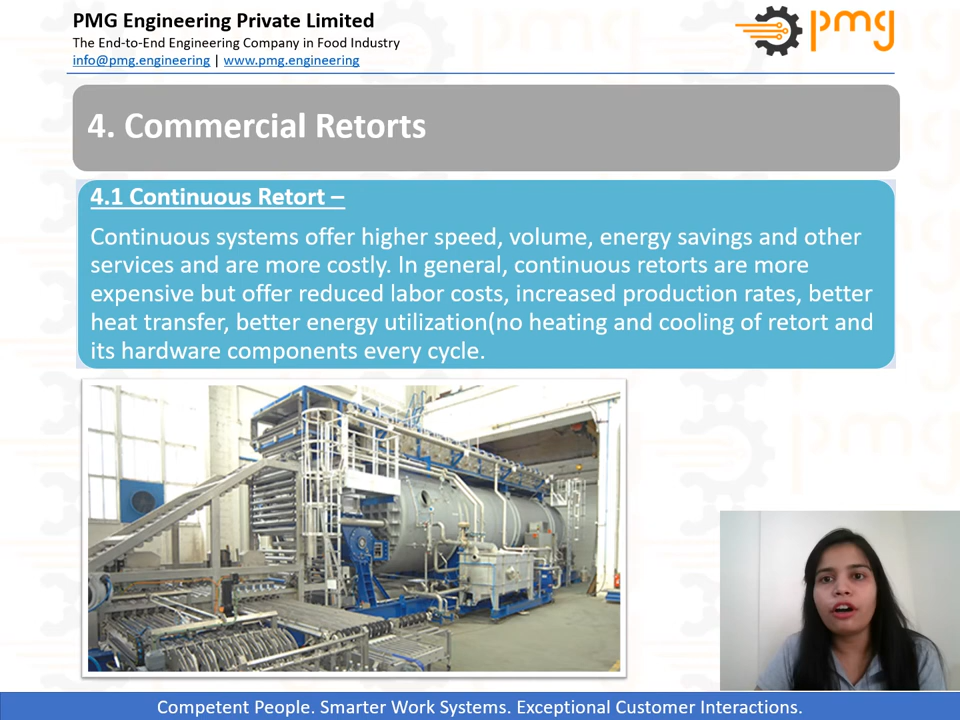 PMG Engineering Private Limited
The End-to-End Engineering Company in Food Industry
info@pmg.engineering | www.pmg.engineering
pmg
4. Commercial Retorts
4.1 Continuous Retort –
Continuous systems offer higher speed, volume, energy savings and other
services and are more costly. In general, continuous retorts are more
expensive but offer reduced labor costs, increased production rates, better
heat transfer, better energy utilization(no heating and cooling of retort and
its hardware components every cycle.
Competent People. Smarter Work Systems. Exceptional Customer Interactions.